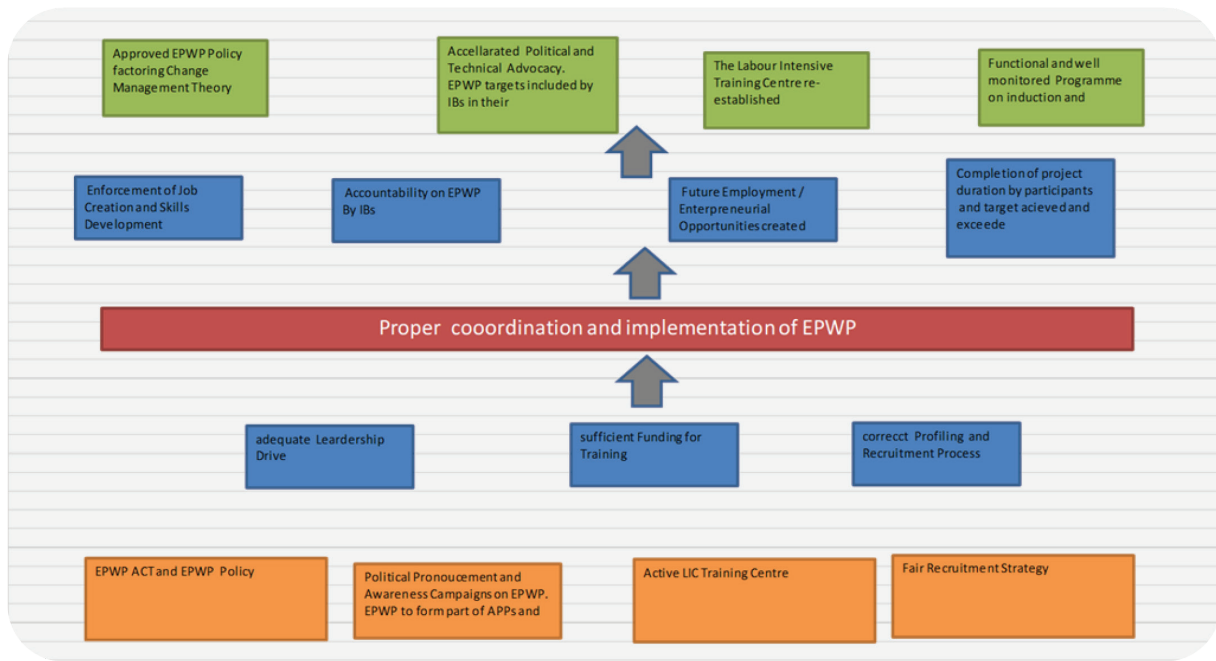 Approved EPWP Policy
factoring Change
Management Theory
Accellarated Political and
Technical Advocacy.
EPWP targets included by
IBs in their
The Labour Intensive
Training Centre re-
established
Functional and well
monitored Programme
on induction and
Enforcement of Job
Creation and Skills
Development
Accountability on EPWP
By IBs
Future Employment /
Enterpreneurial
Opportunities created
Completion of project
duration by participants
and target acieved and
exceede
Proper cooordination and implementation of EPWP
adequate Leardership
Drive
sufficient Funding for
Training
correcct Profiling and
Recruitment Process
EPWP ACT and EPWP Policy
Political Pronoucement and
Awareness Campaigns on EPWP.
EPWP to form part of APPs and
Active LIC Training Centre
Fair Recruitment Strategy